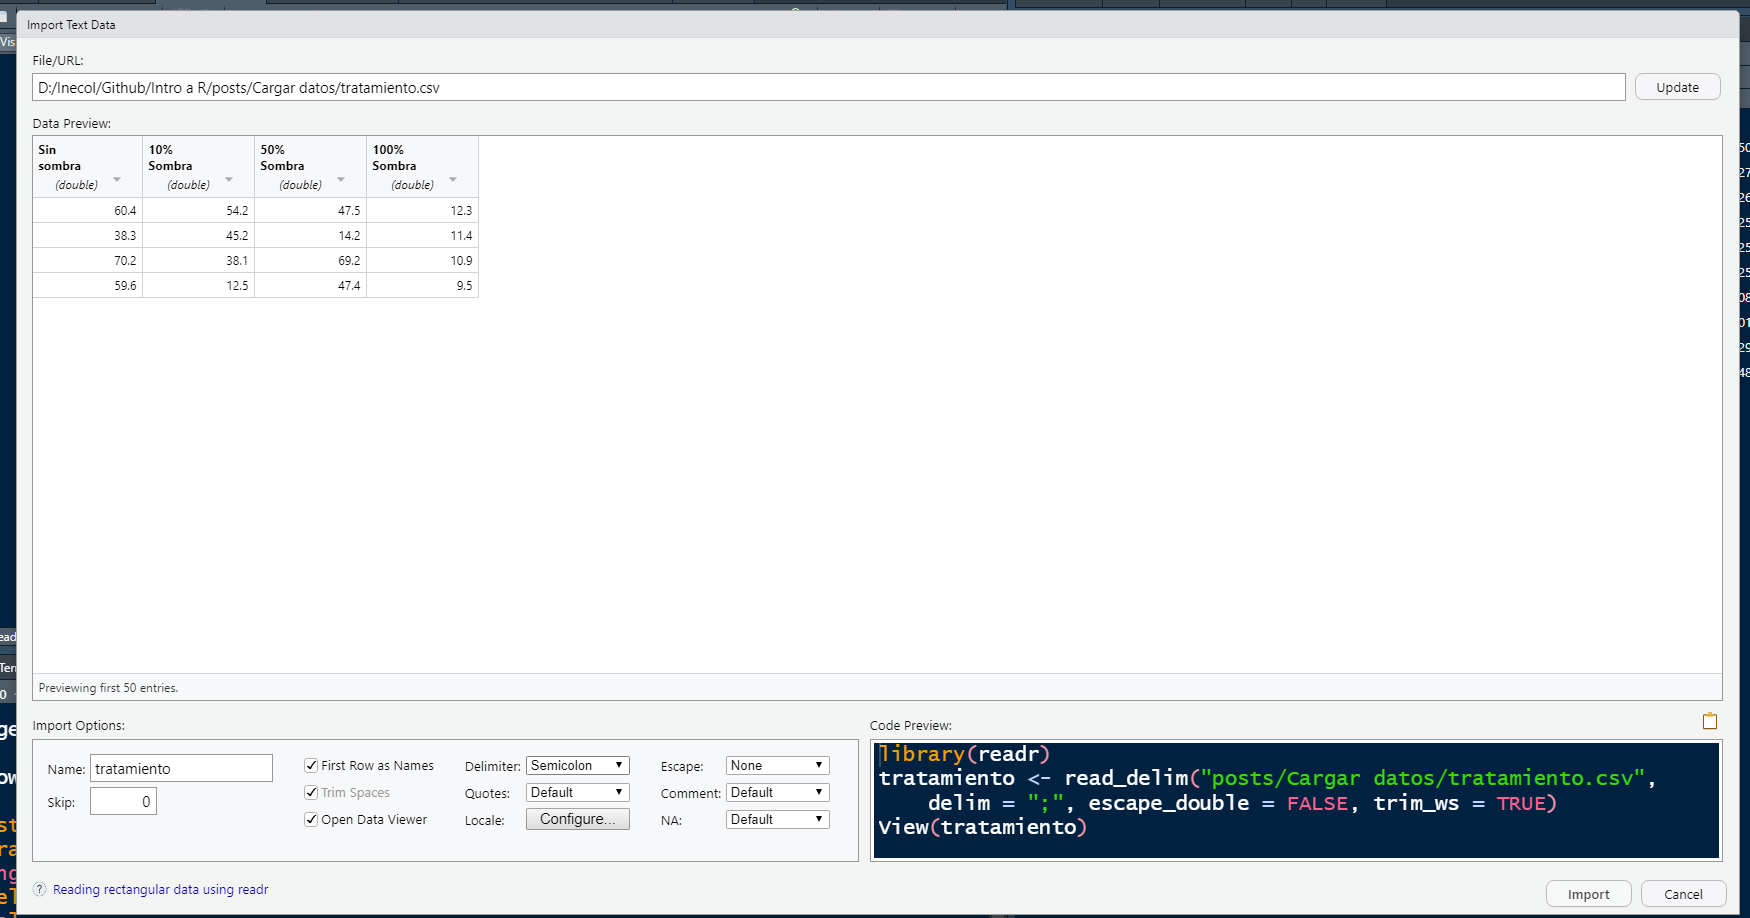 Import Text Data
Vis
File/URL:
D:/Inecol/Github/Intro a R/posts/Cargar datos/tratamiento.csv
Update
Data Preview:
Sin sombra (double) 10% Sombra (double) 50% Sombra (double) 100% Sombra (double)
60.4 54.2 47.5 12.3
38.3 45.2 14.2 11.4
70.2 38.1 69.2 10.9
59.6 12.5 47.4 9.5
Previewing first 50 entries.
Import Options:
Name: tratamiento
Skip: 0
First Row as Names
Trim Spaces
Open Data Viewer
Delimiter: Semicolon
Quotes: Default
Locale: Configure...
Escape: None
Comment: Default
NA: Default
Code Preview:
library(readr)
tratamiento <- read_delim("posts/Cargar datos/tratamiento.csv",
delim = ";", escape_double = FALSE, trim_ws = TRUE)
View(tratamiento)
? Reading rectangular data using readr
Import
Cancel